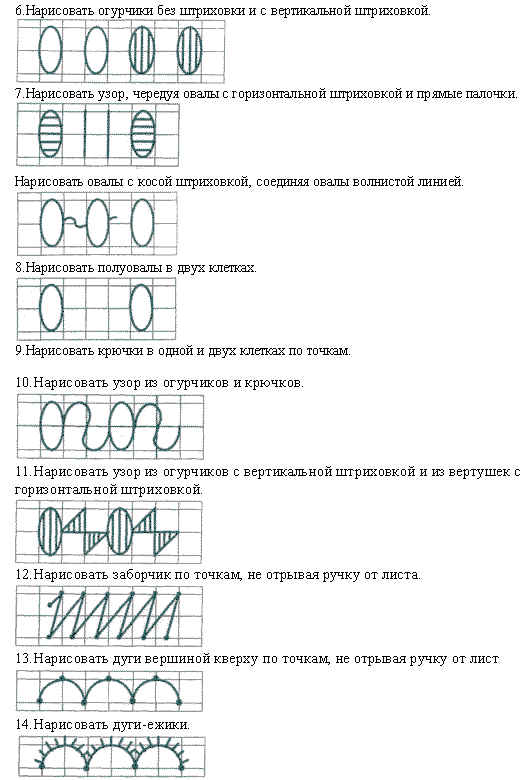 6.Нарисовать огурчики без штриховки и с вертикальной штриховкой.
7.Нарисовать узор, чередуя овалы с горизонтальной штриховкой и прямые палочки.
Нарисовать овалы с косой штриховкой, соединяя овалы волнистой линией.
8.Нарисовать полуовалы в двух клетках.
9.Нарисовать крючки в одной и двух клетках по точкам.
10.Нарисовать узор из огурчиков и крючков.
11.Нарисовать узор из огурчиков с вертикальной штриховкой и из вертушек с
горизонтальной штриховкой.
12.Нарисовать заборчик по точкам, не отрывая ручку от листа.
13.Нарисовать дуги вершиной кверху по точкам, не отрывая ручку от лист
14.Нарисовать дуги-ежики.